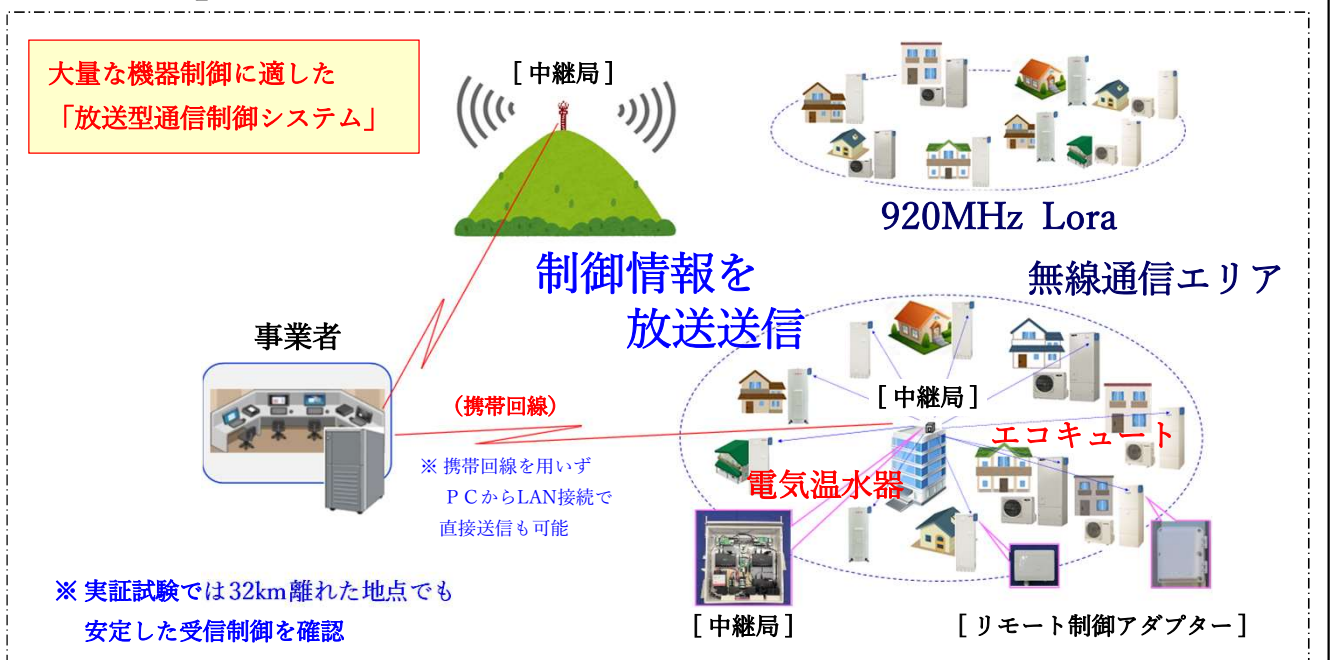 大量な機器制御に適した
「放送型通信制御システム」
[ 中継局 ]
920MHz Lora
無線通信エリア
制御情報を
放送送信
事業者
(携帯回線)
※ 携帯回線を用いず
ＰＣからLAN接続で
直接送信も可能
[ 中継局 ]
エコキュート
電気温水器
※ 実証試験では32km離れた地点でも
安定した受信制御を確認
[ 中継局 ]
[ リモート制御アダプター ]